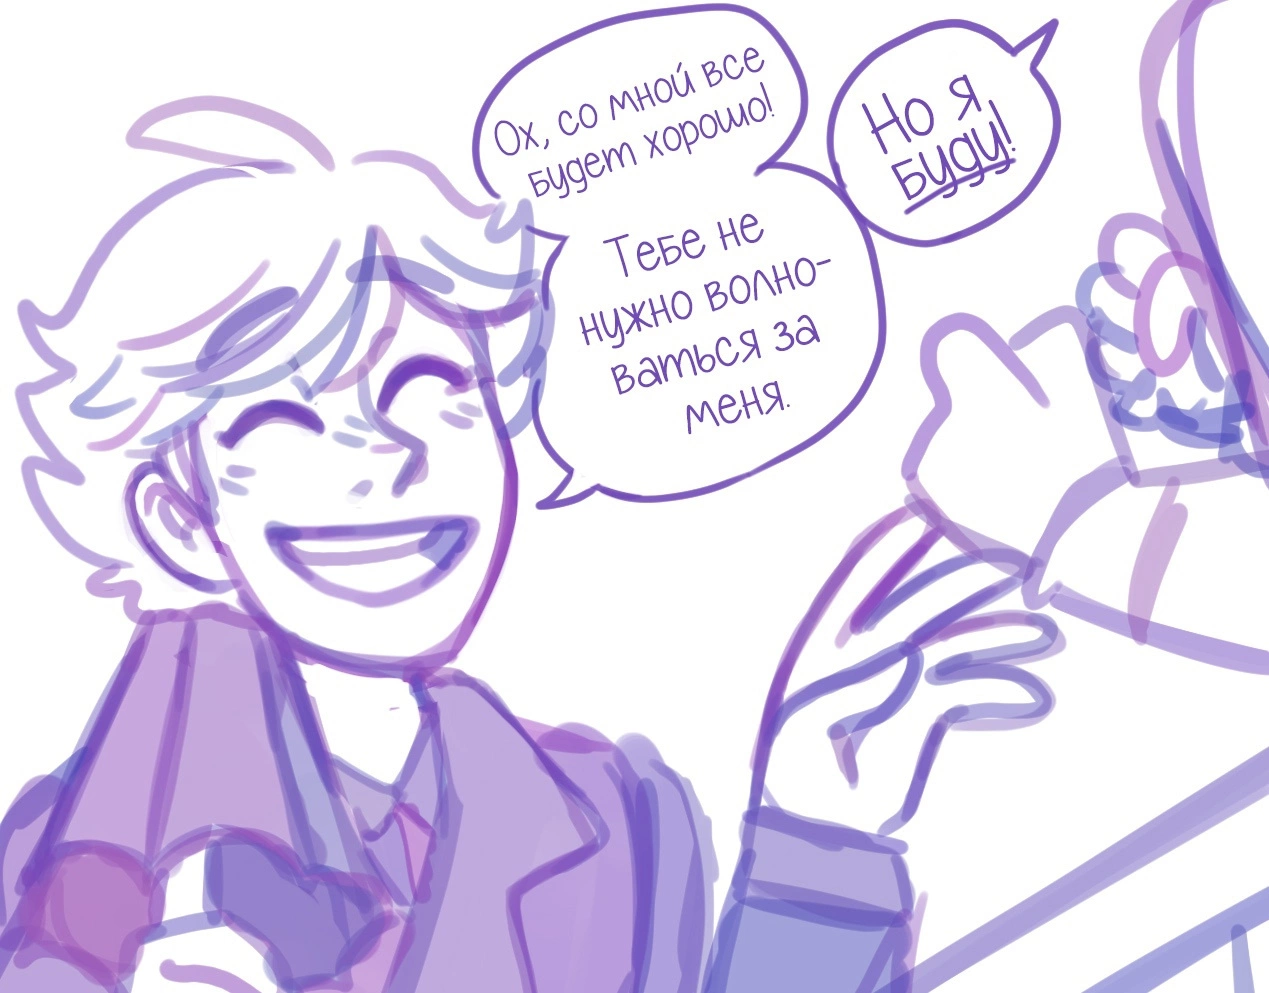 Ох, со мной все
будет хорошо!
Тебе не
нужно волно-
ваться за
меня.
Но я
буду!